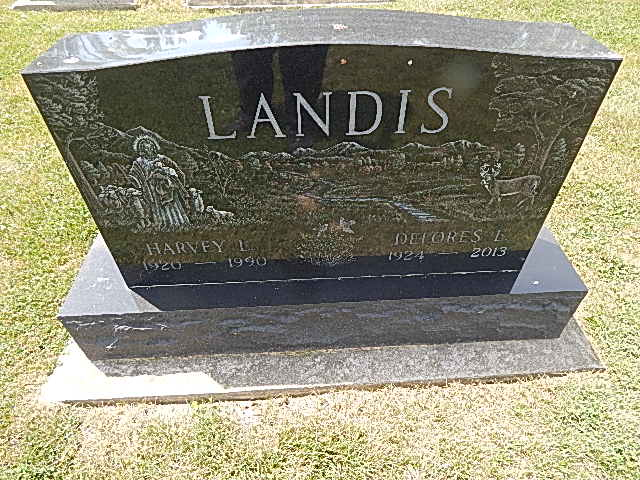 LANDIS
HARVEY L. DELORES L.
1920 1990 1924 2013